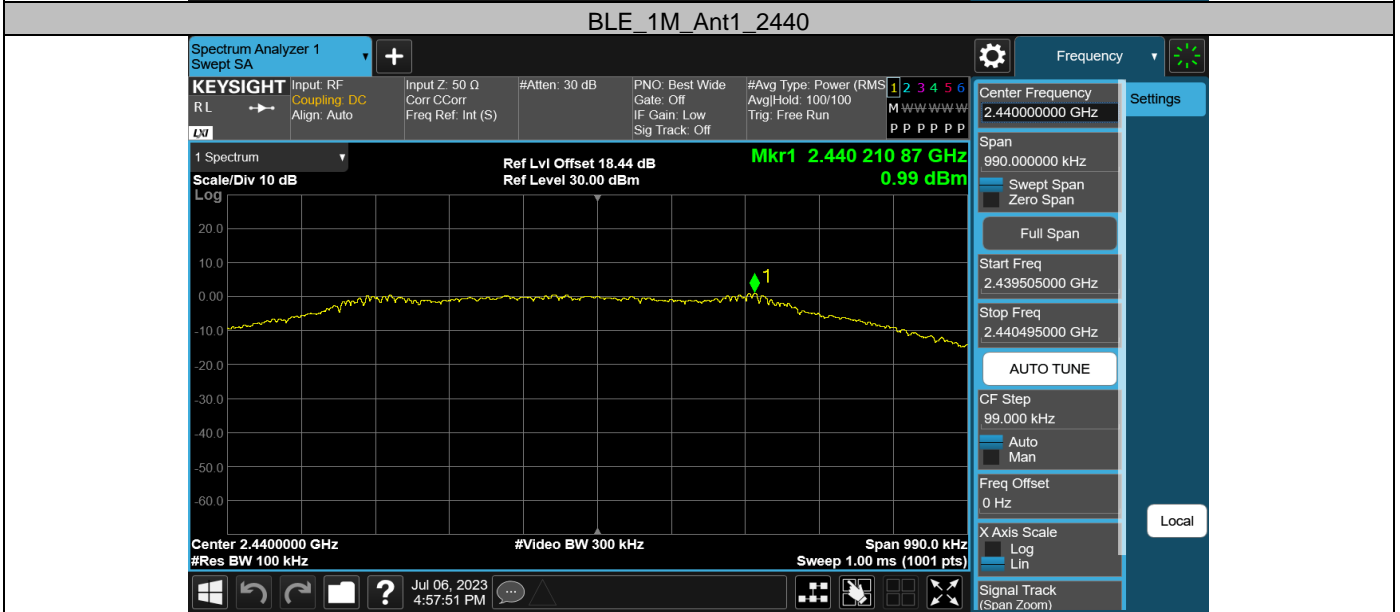 BLE_1M_Ant1_2440
Spectrum Analyzer 1
Swept SA
+
Frequency
KEYSIGHT
RL
LXI
Input: RF
Coupling: DC
Align: Auto
Input Z: 50 Ω
Corr CCorr
Freq Ref: Int (S)
#Atten: 30 dB
PNO: Best Wide
Gate: Off
IF Gain: Low
Sig Track: Off
#Avg Type: Power (RMS
Avg|Hold: 100/100
Trig: Free Run
1 2 3 4 5 6
M W W W W W
P P P P P P
1 Spectrum
Scale/Div 10 dB
Log
Ref Lvl Offset 18.44 dB
Ref Level 30.00 dBm
Mkr1 2.440 210 87 GHz
0.99 dBm
20.0
10.0
0.00
-10.0
-20.0
-30.0
-40.0
-50.0
-60.0
1
Center 2.4400000 GHz
#Res BW 100 kHz
#Video BW 300 kHz
Span 990.0 kHz
Sweep 1.00 ms (1001 pts)
Center Frequency
2.440000000 GHz
Settings
Span
990.000000 kHz
Swept Span
Zero Span
Full Span
Start Freq
2.439505000 GHz
Stop Freq
2.440495000 GHz
AUTO TUNE
CF Step
99.000 kHz
Auto
Man
Freq Offset
0 Hz
X Axis Scale
Log
Lin
Local
Signal Track
(Span Zoom)
?
Jul 06, 2023
4:57:51 PM